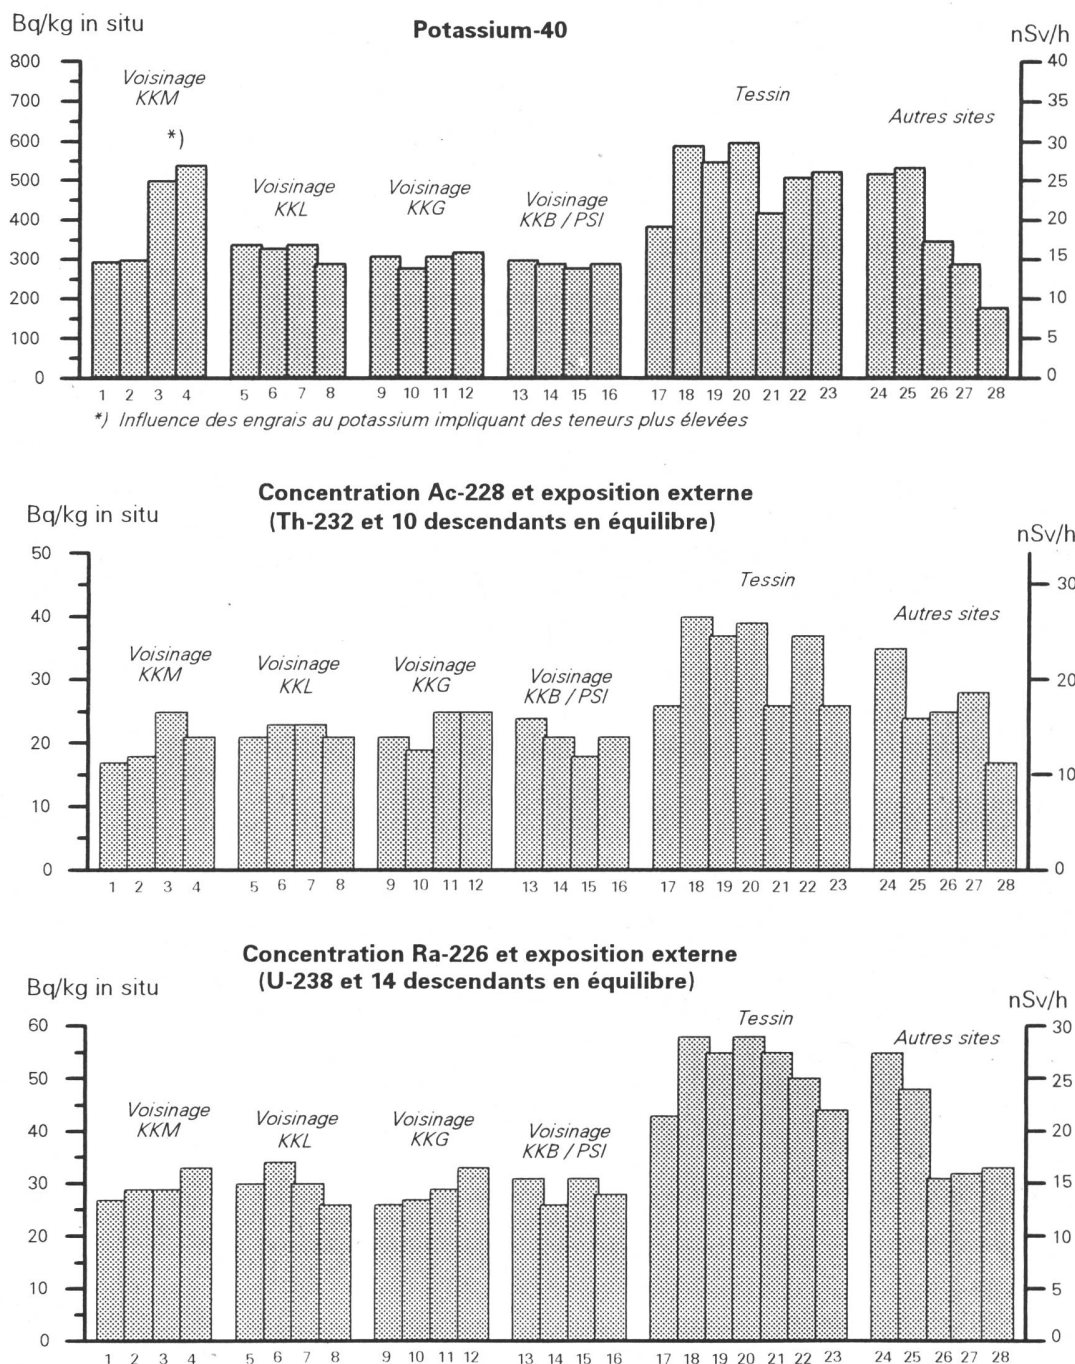 Bq/kg in situ
Potassium-40
nSv/h
800
700
600
500
400
300
200
100
0
Voisinage
KKM
*)
Voisinage
KKL
Voisinage
KKG
Voisinage
KKB / PSI
Tessin
Autres sites
40
35
30
25
20
15
10
5
0
1 2 3 4 5 6 7 8 9 10 11 12 13 14 15 16 17 18 19 20 21 22 23 24 25 26 27 28
*) Influence des engrais au potassium impliquant des teneurs plus élevées
Concentration Ac-228 et exposition externe
(Th-232 et 10 descendants en équilibre)
Bq/kg in situ
nSv/h
50
40
30
20
10
0
Voisinage
KKM
Voisinage
KKL
Voisinage
KKG
Voisinage
KKB / PSI
Tessin
Autres sites
30
20
10
0
1 2 3 4 5 6 7 8 9 10 11 12 13 14 15 16 17 18 19 20 21 22 23 24 25 26 27 28
Concentration Ra-226 et exposition externe
(U-238 et 14 descendants en équilibre)
Bq/kg in situ
nSv/h
60
50
40
30
20
10
0
Voisinage
KKM
Voisinage
KKL
Voisinage
KKG
Voisinage
KKB / PSI
Tessin
Autres sites
30
25
20
15
10
5
0
1 2 3 4 5 6 7 8 9 10 11 12 13 14 15 16 17 18 19 20 21 22 23 24 25 26 27 28